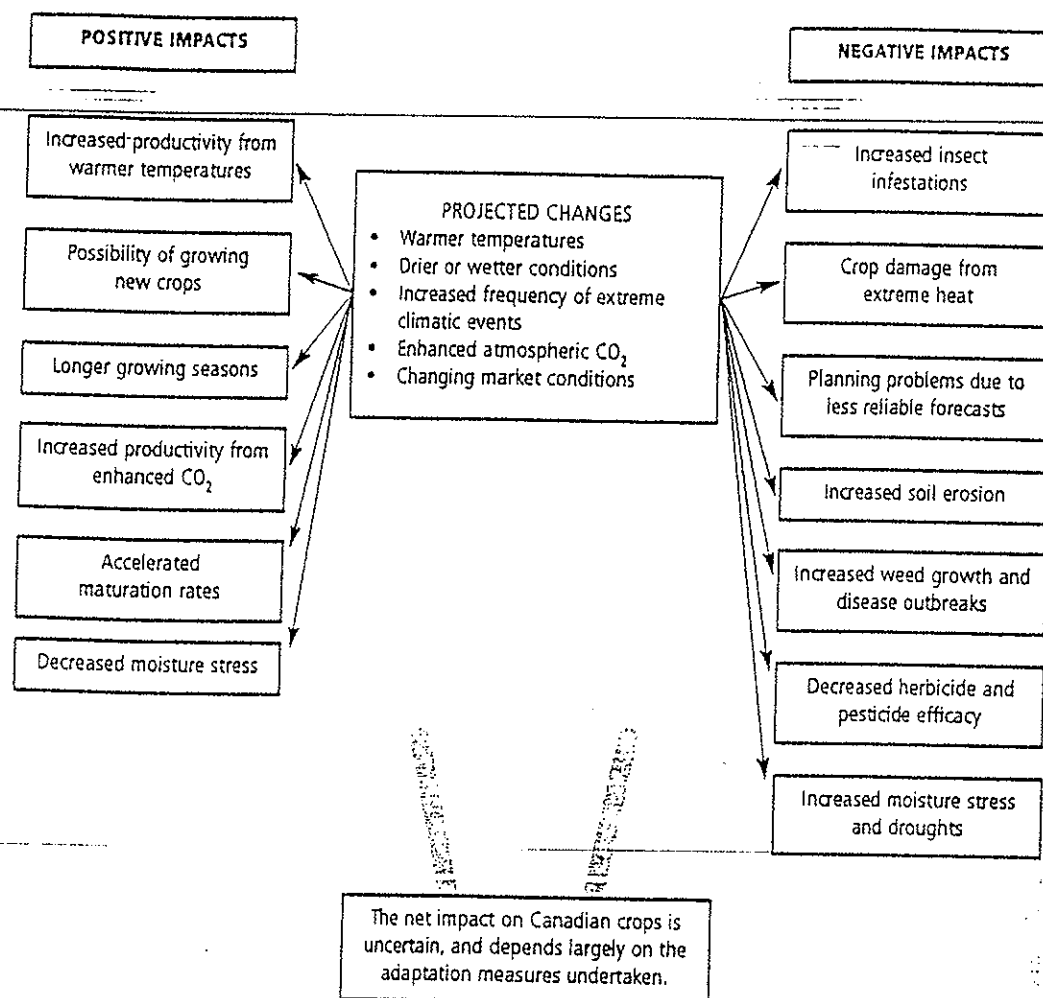 POSITIVE IMPACTS
NEGATIVE IMPACTS
Increased productivity from
warmer temperatures
Possibility of growing
new crops
Longer growing seasons
Increased productivity from
enhanced CO₂
Accelerated
maturation rates
Decreased moisture stress
PROJECTED CHANGES
• Warmer temperatures
• Drier or wetter conditions
• Increased frequency of extreme
climatic events
• Enhanced atmospheric CO₂
• Changing market conditions
Increased insect
infestations
Crop damage from
extreme heat
Planning problems due to
less reliable forecasts
Increased soil erosion
Increased weed growth and
disease outbreaks
Decreased herbicide and
pesticide efficacy
Increased moisture stress
and droughts
The net impact on Canadian crops is
uncertain, and depends largely on the
adaptation measures undertaken.